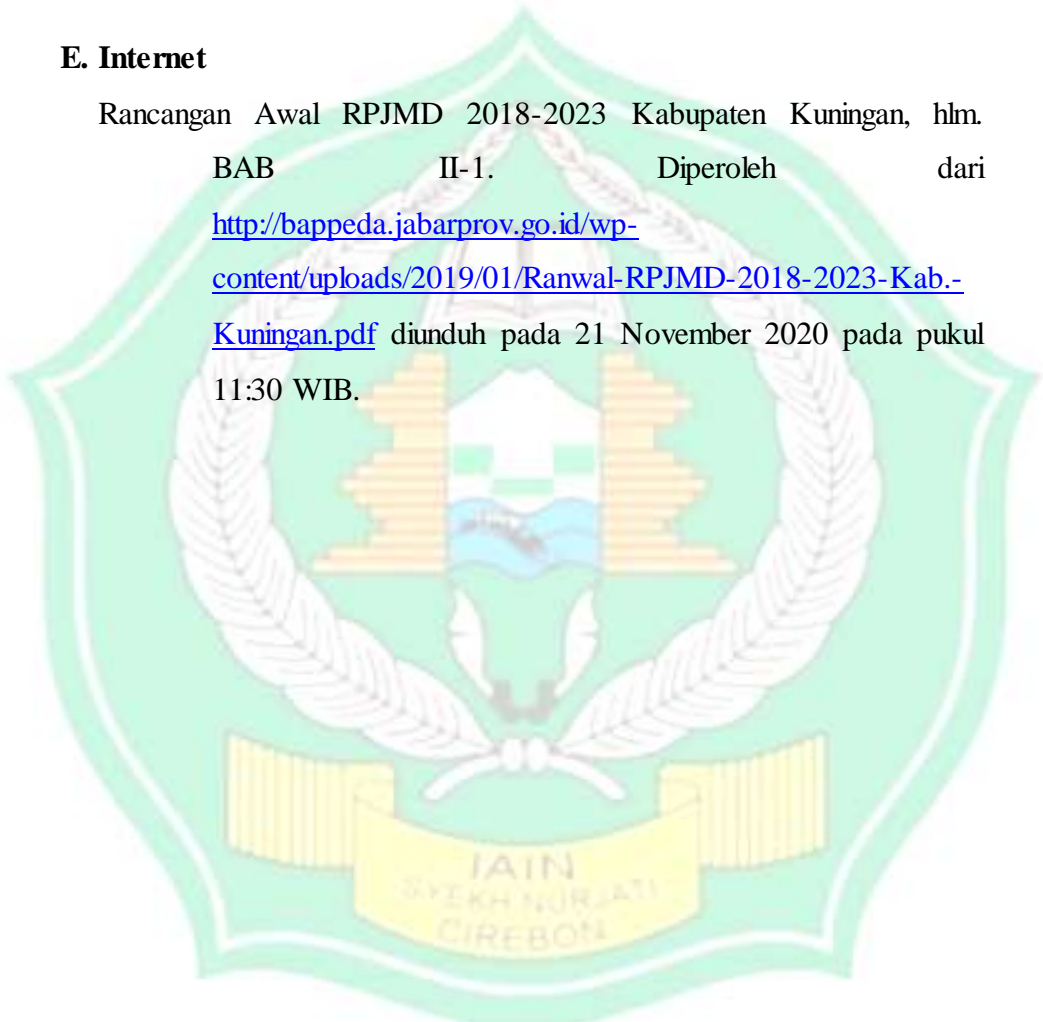 E. Internet
Rancangan Awal RPJMD 2018-2023 Kabupaten Kuningan, hlm.
BAB II-1. Diperoleh dari
http://bappeda.jabarprov.go.id/wp-
content/uploads/2019/01/Ranwal-RPJMD-2018-2023-Kab.-
Kuningan.pdf diunduh pada 21 November 2020 pada pukul
11:30 WIB.
IAIN
SYEKH NURJATI
CIREBON